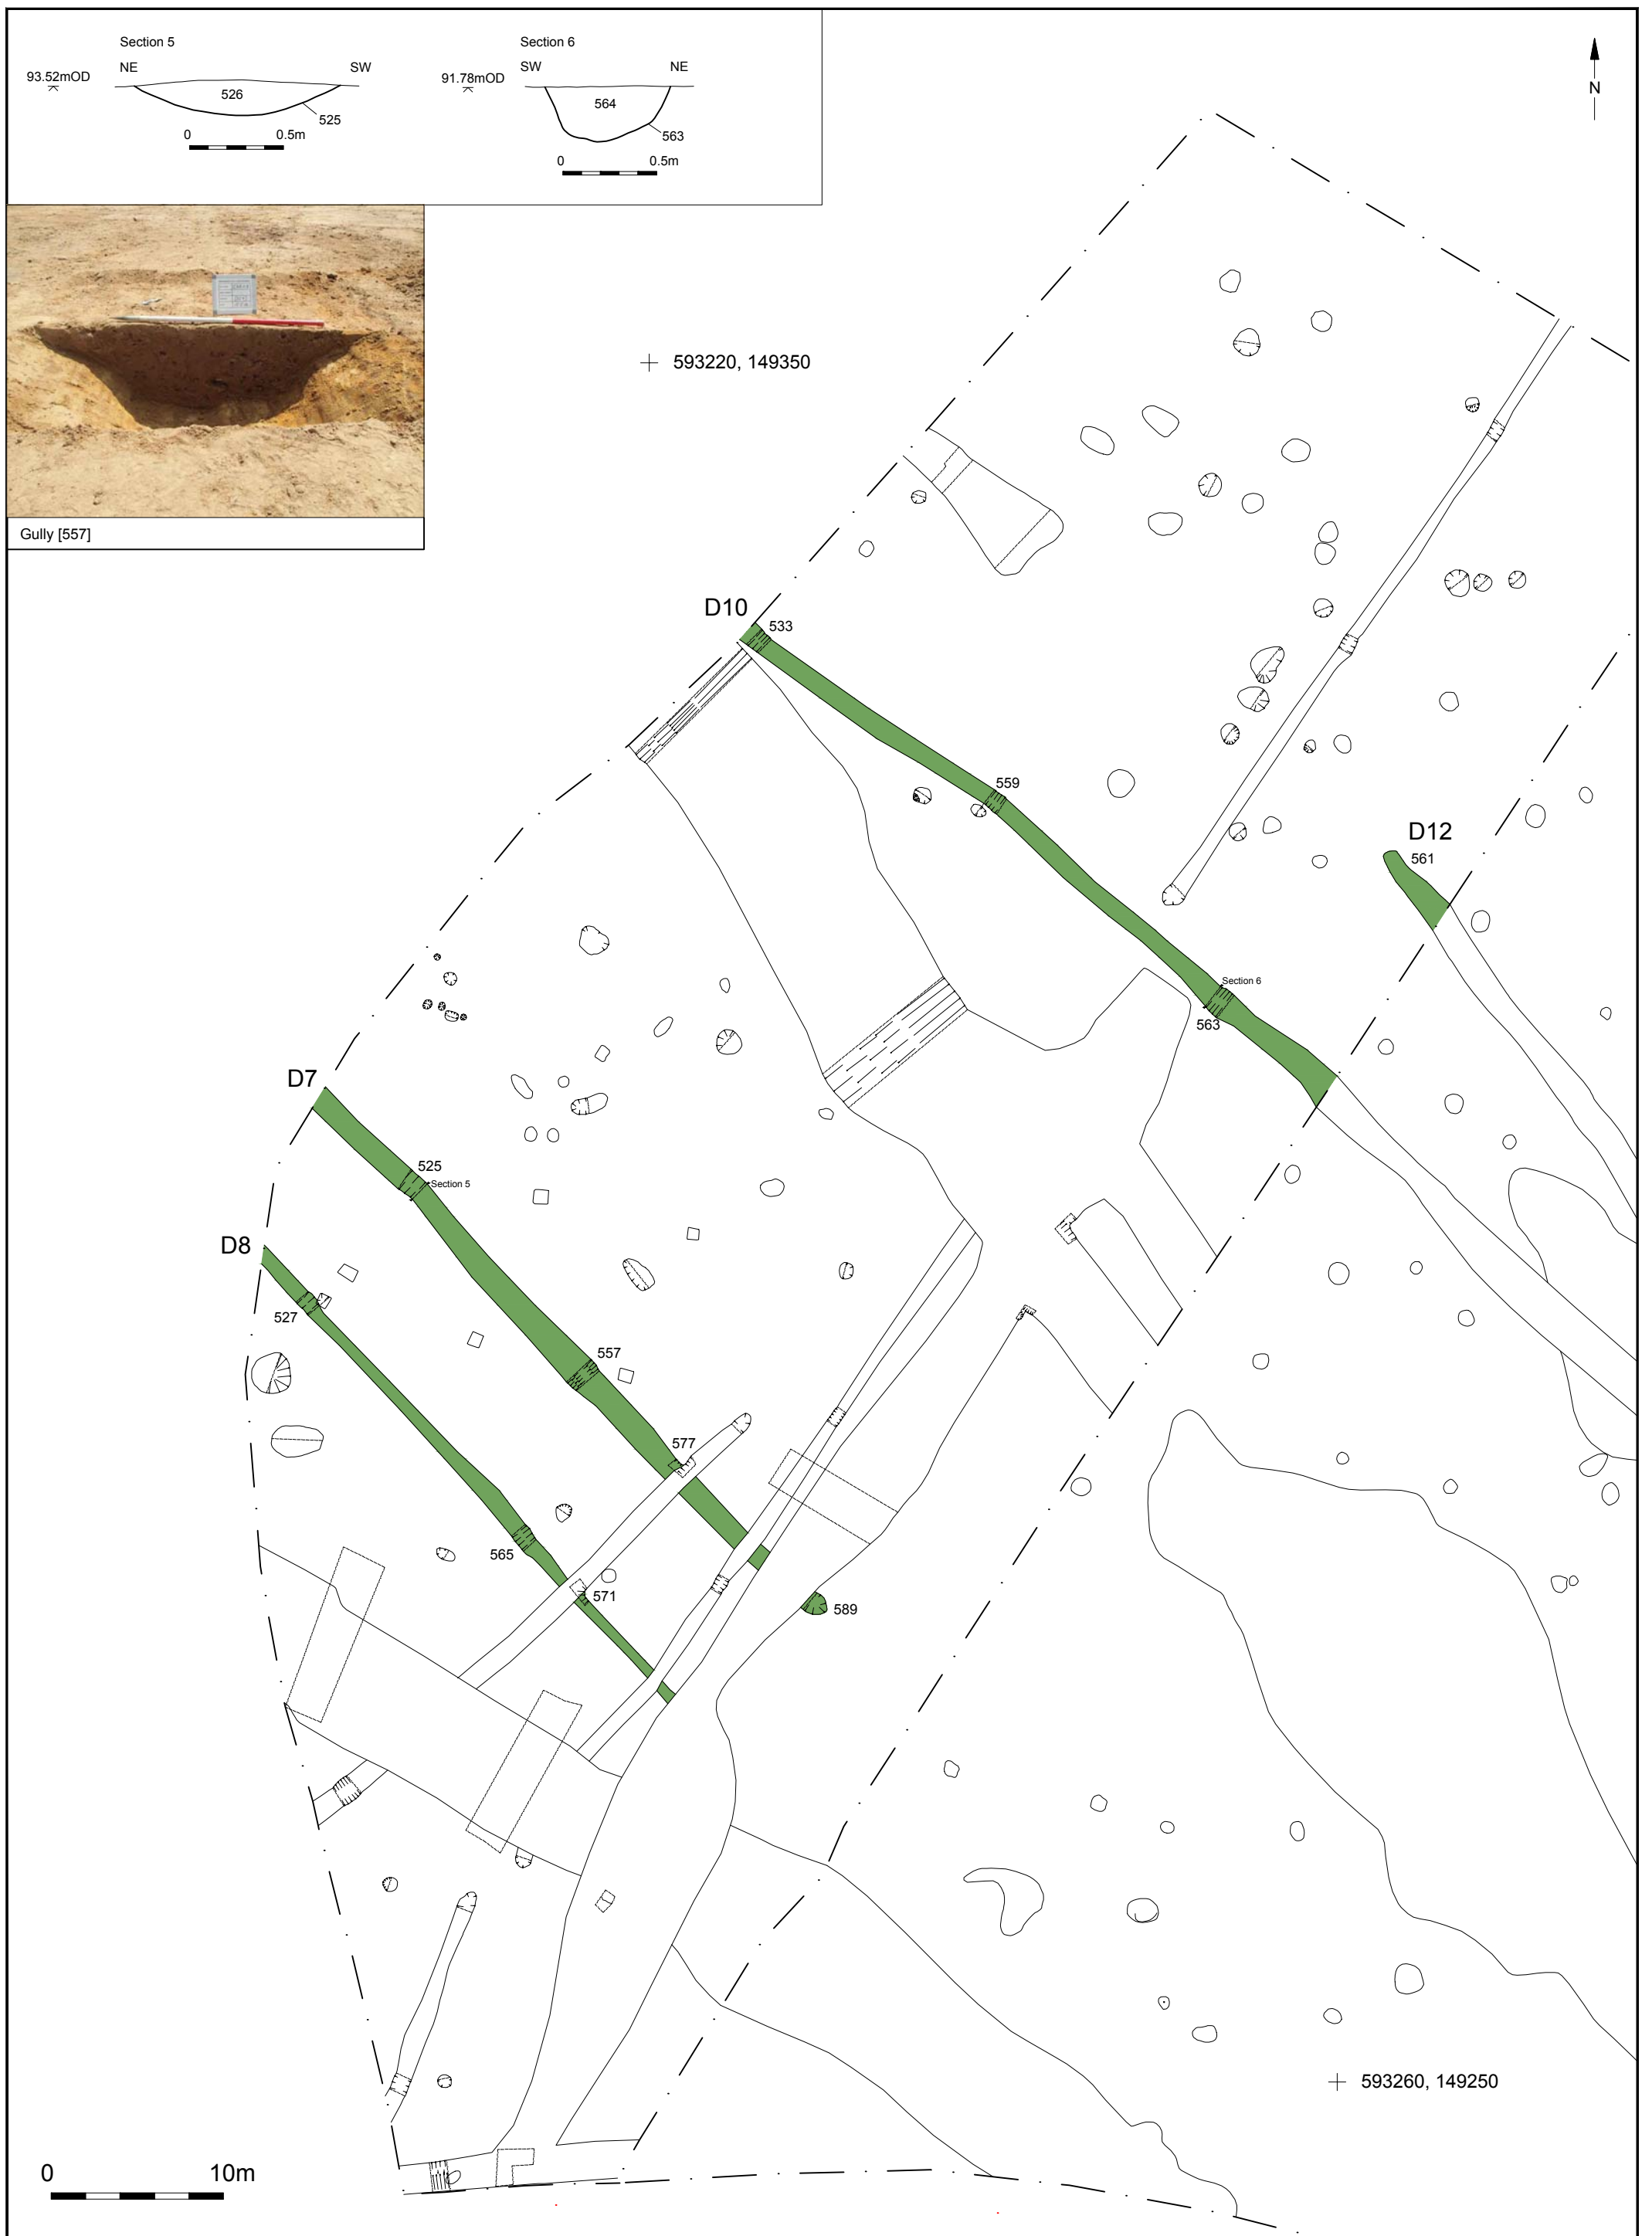 Section 5
NE
SW
93.52mOD
526
525
0 0.5m
Section 6
SW
NE
91.78mOD
564
563
0 0.5m
N
Gully [557]
593220, 149350
D10
533
559
D12
561
Section 6
563
D7
525
Section 5
D8
527
557
577
565
571
589
593260, 149250
0 10m